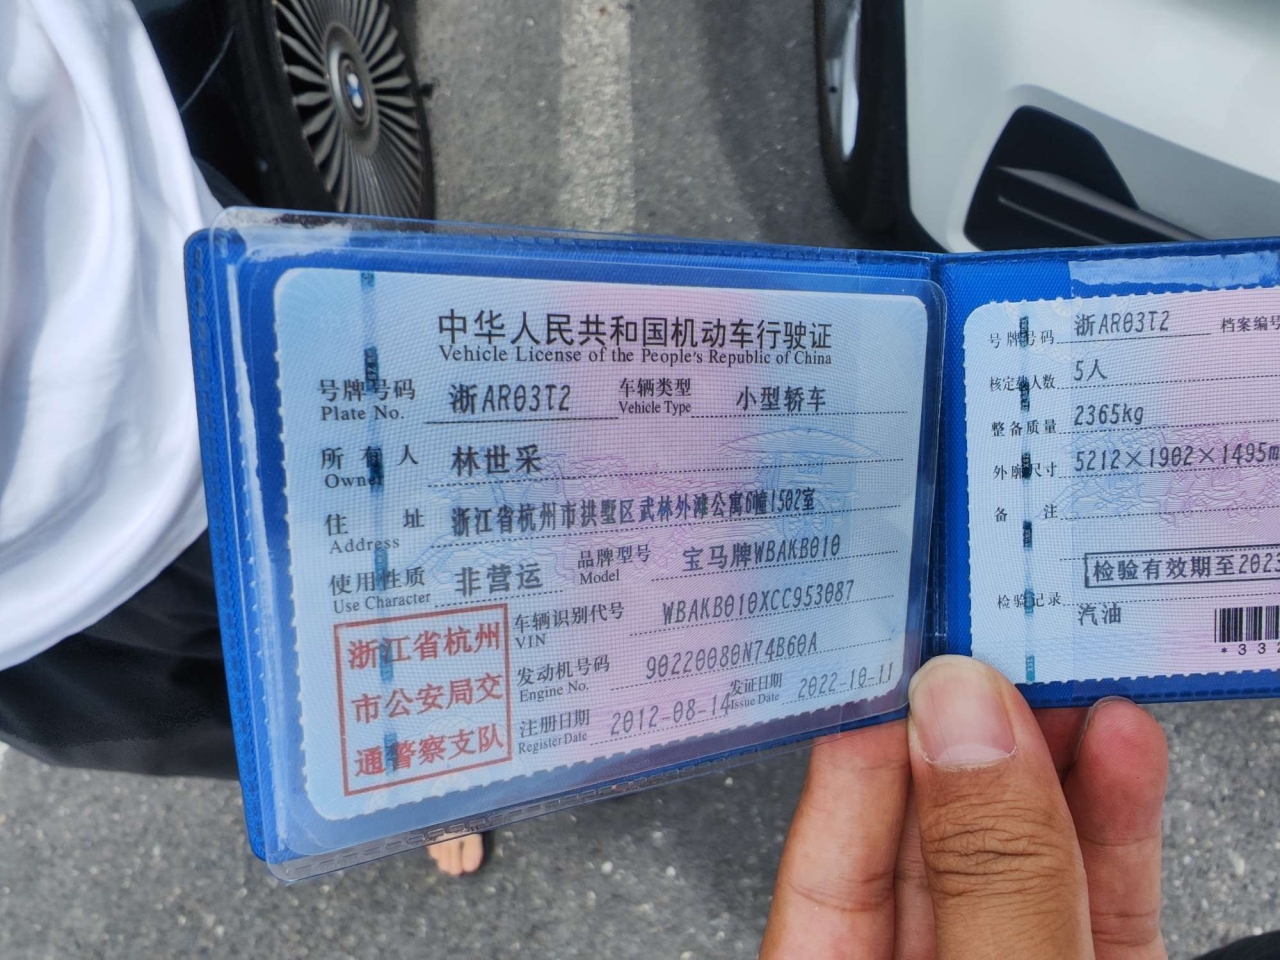 中华人民共和国机动车行驶证
Vehicle License of the People's Republic of China
号牌号码 浙AR03T2 车辆类型 小型轿车
Plate No. Vehicle Type
所有人 林世采
Owner
住址 浙江省杭州市拱墅区武林外滩公寓6幢1502室
Address
使用性质 非营运 品牌型号 宝马牌WBAKB010
Use Character Model
浙江省杭州
市公安局交
通警察支队
车辆识别代号 WBAKB010XCC953087
VIN
发动机号码 90220080N74B60A
Engine No.
注册日期 2012-08-14 发证日期 2022-10-11
Register Date Issue Date
号牌号码 浙AR03T2 档案编号
核定载人数 5人
整备质量 2365kg
外廓尺寸 5212×1902×1495m
备注
检验有效期至2023
检验记录
汽油
*332